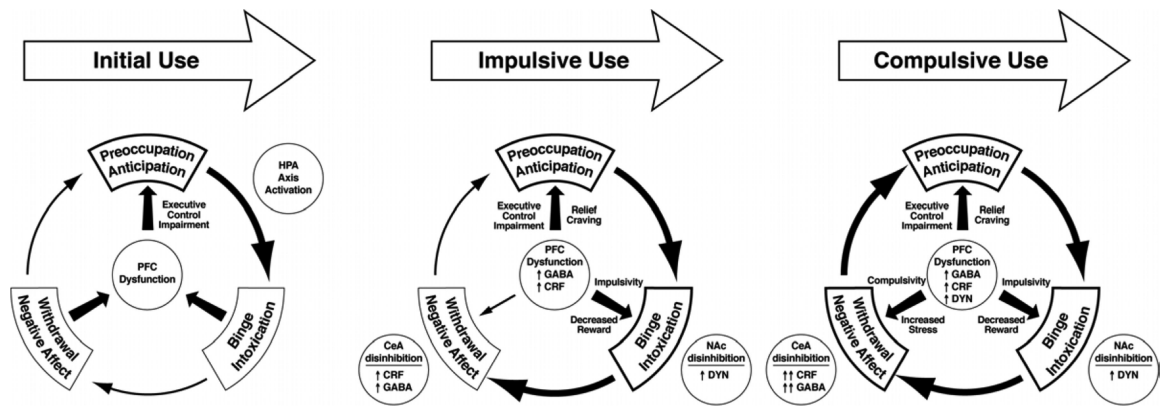 Initial Use
Preoccupation
Anticipation
HPA
Axis
Activation
Executive
Control
Impairment
PFC
Dysfunction
Withdrawal
Negative Affect
Binge
Intoxication
Impulsive Use
Preoccupation
Anticipation
Executive
Control
Impairment
Relief
Craving
PFC
Dysfunction
↑ GABA
↑ CRF
Impulsivity
Decreased
Reward
Withdrawal
Negative Affect
Binge
Intoxication
CeA
disinhibition
↑ CRF
↑ GABA
NAc
disinhibition
↑ DYN
Compulsive Use
Preoccupation
Anticipation
Executive
Control
Impairment
Relief
Craving
PFC
Dysfunction
↑ GABA
↑ CRF
↑ DYN
Compulsivity
Increased
Stress
Impulsivity
Decreased
Reward
Withdrawal
Negative Affect
Binge
Intoxication
CeA
disinhibition
↑↑ CRF
↑↑ GABA
NAc
disinhibition
↑ DYN